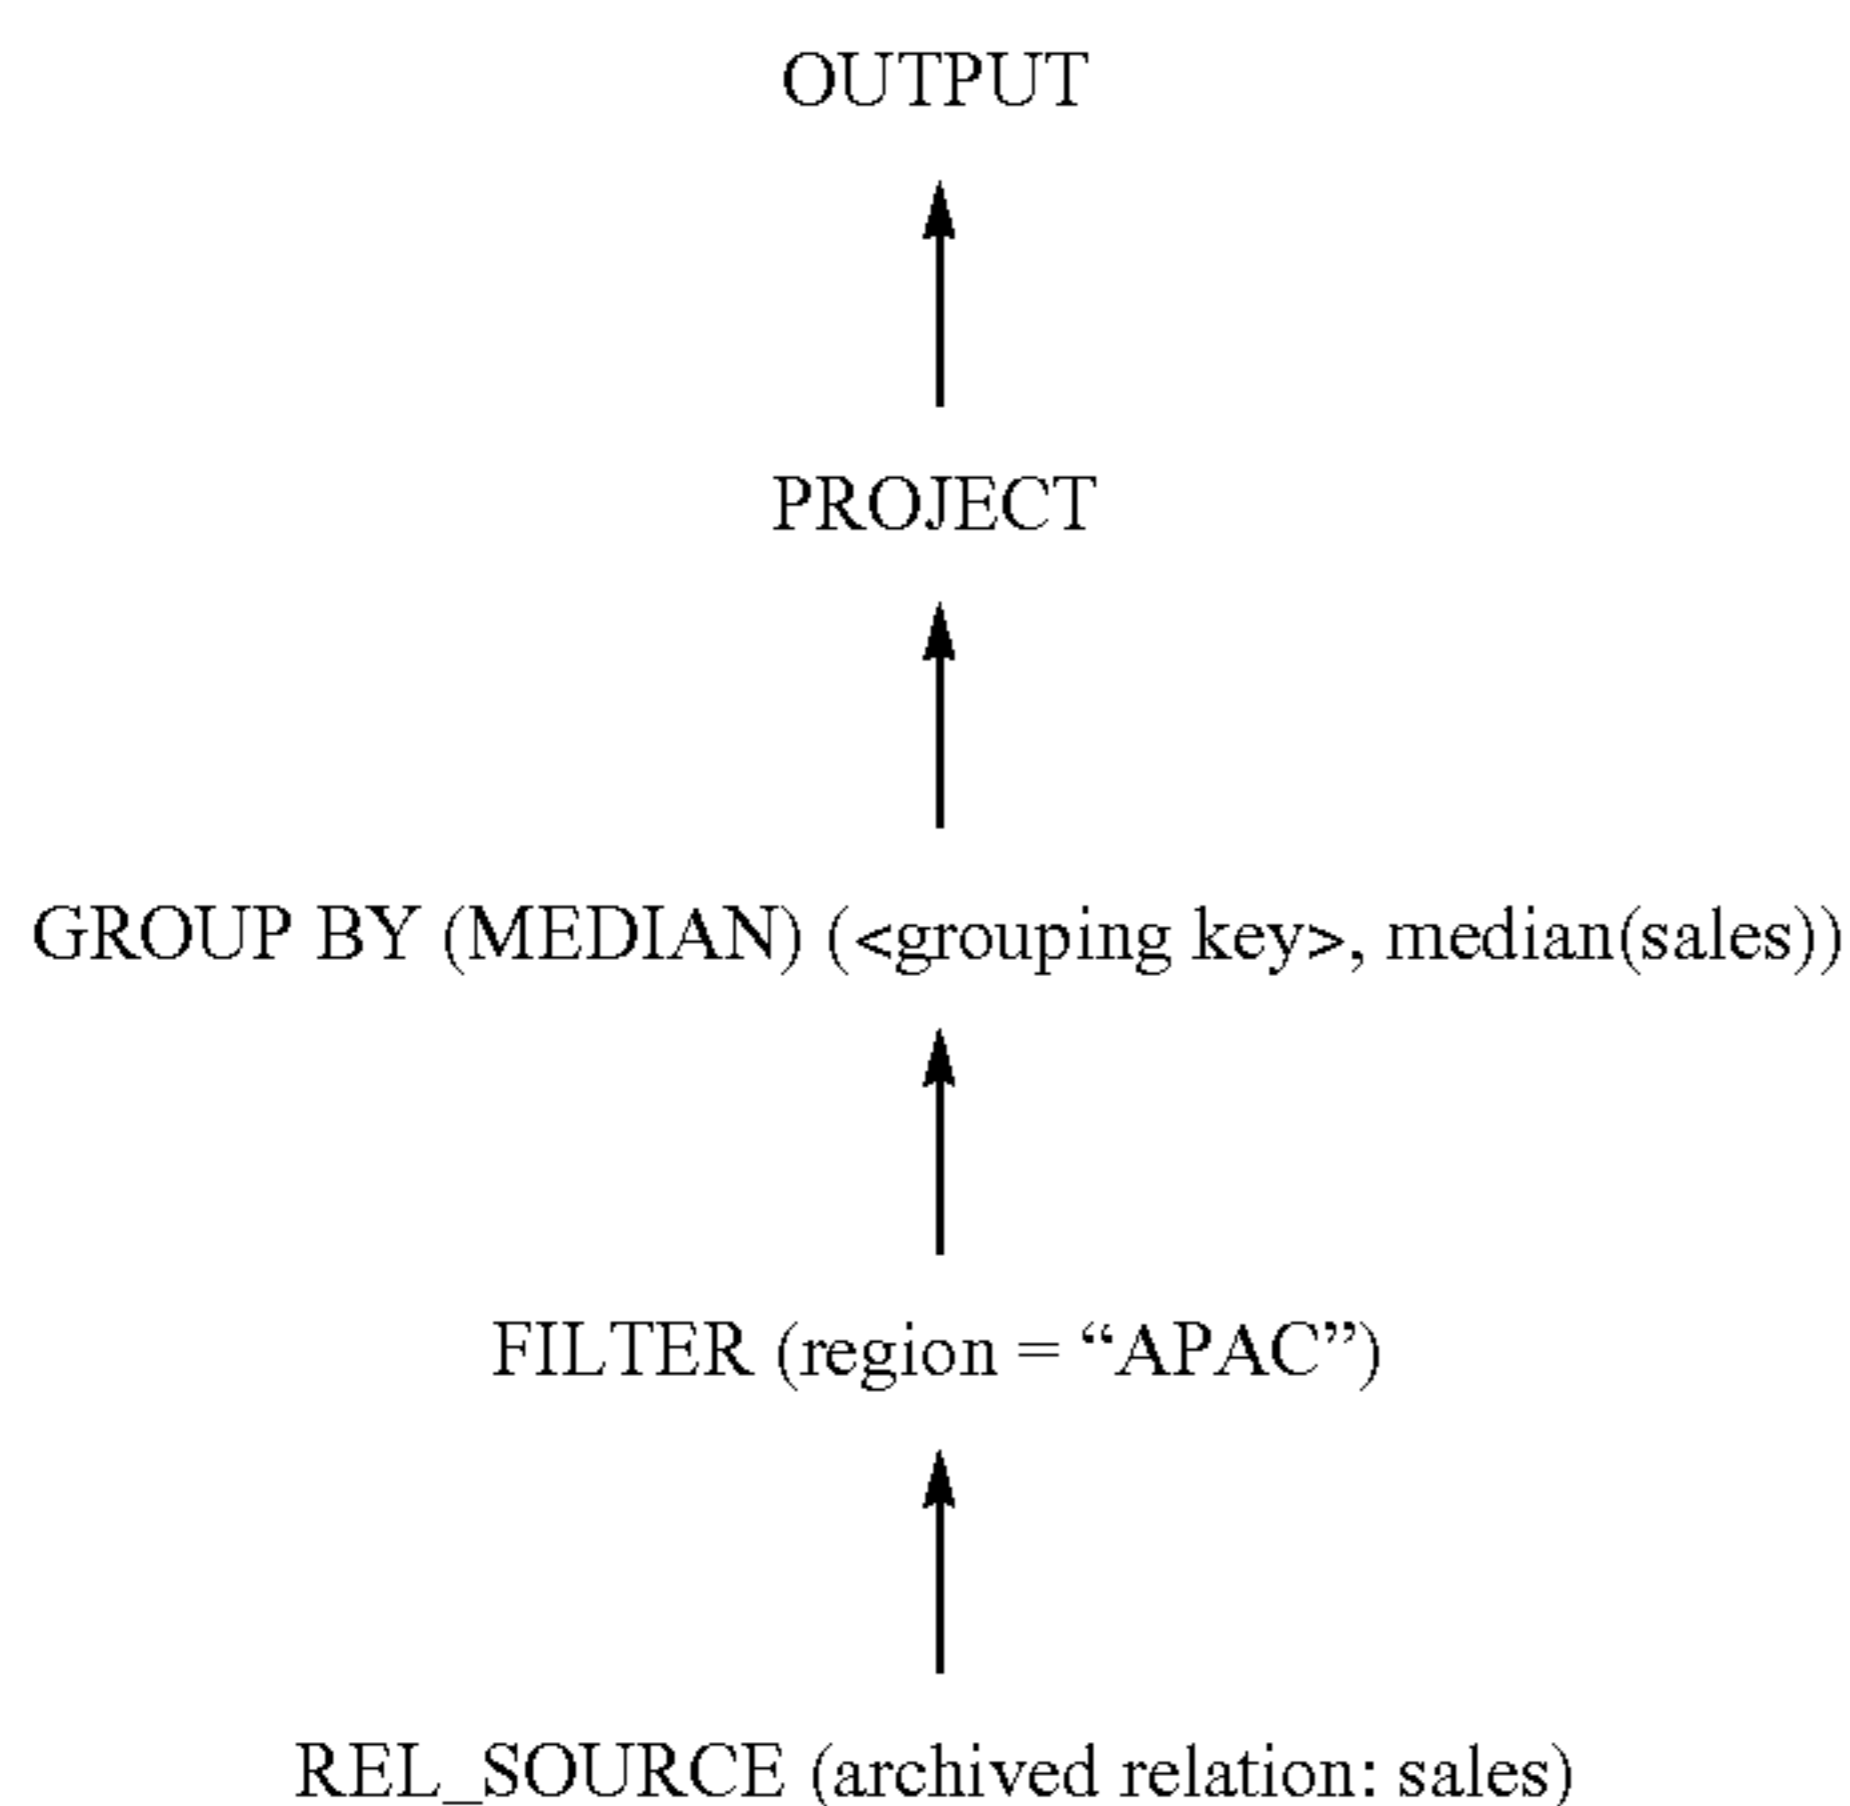 OUTPUT
PROJECT
GROUP BY (MEDIAN) (<grouping key>, median(sales))
FILTER (region = “APAC”)
REL_SOURCE (archived relation: sales)